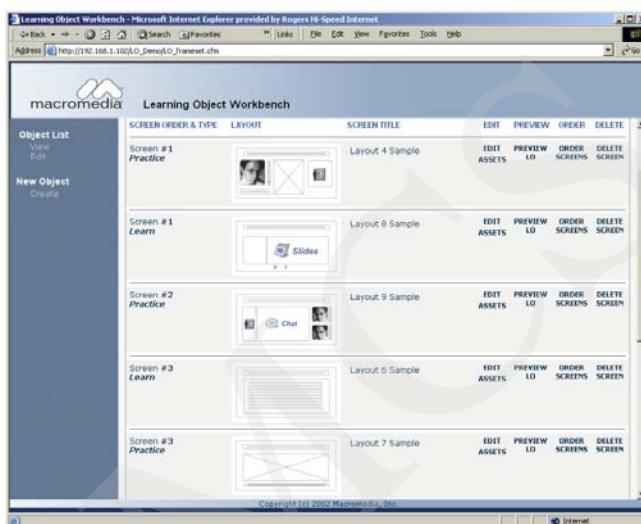 Learning Object Workbench - Microsoft Internet Explorer provided by Rogers Hi-Speed Internet
Back Search Favorites Links File Edit View Favorites Tools Help
Address http://192.168.1.102/LO_Demo/LO_frameset.cfm Go
macromedia Learning Object Workbench
SCREEN ORDER & TYPE LAYOUT SCREEN TITLE EDIT PREVIEW ORDER DELETE
Object List
View
Edit
New Object
Create
Screen #1 Layout 4 Sample EDIT PREVIEW ORDER DELETE
Practice ASSETS LO SCREENS SCREEN
Screen #1 Layout 8 Sample EDIT PREVIEW ORDER DELETE
Learn ASSETS LO SCREENS SCREEN
Slides
Screen #2 Layout 9 Sample EDIT PREVIEW ORDER DELETE
Practice ASSETS LO SCREENS SCREEN
Chat
Screen #3 Layout 6 Sample EDIT PREVIEW ORDER DELETE
Learn ASSETS LO SCREENS SCREEN
Screen #3 Layout 7 Sample EDIT PREVIEW ORDER DELETE
Practice ASSETS LO SCREENS SCREEN
Copyright (c) 2002 Macromedia, Inc.
Internet